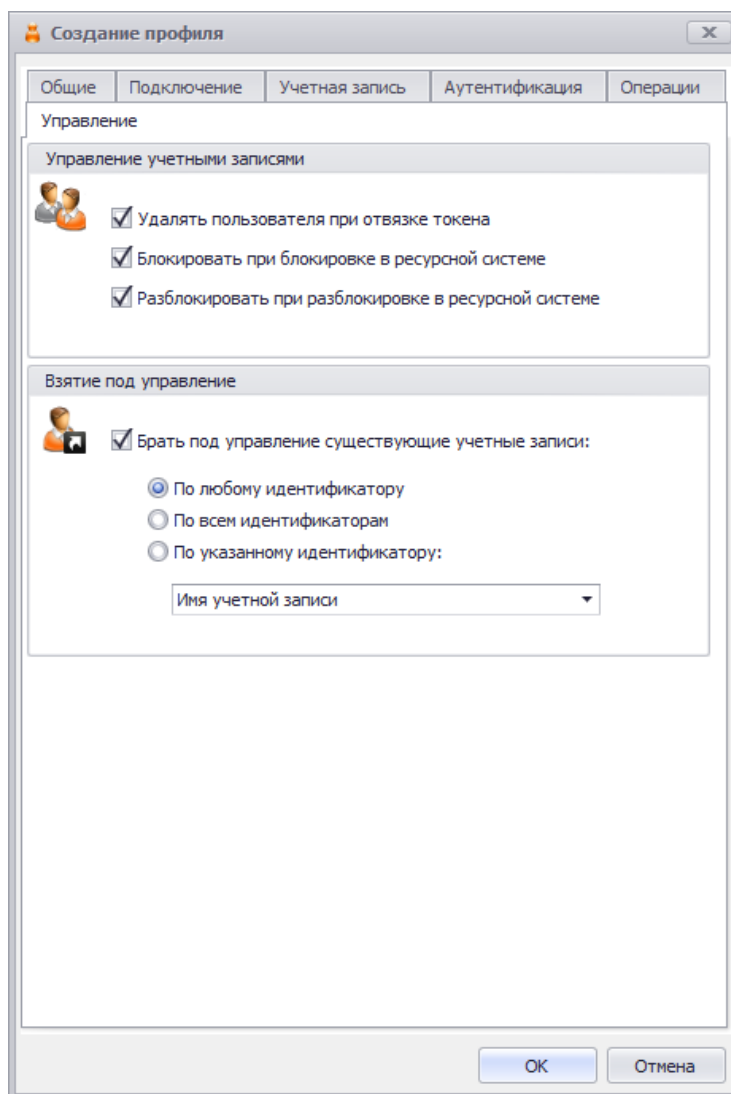 Создание профиля
Общие Подключение Учетная запись Аутентификация Операции
Управление
Управление учетными записями
Удалять пользователя при отвязке токена
Блокировать при блокировке в ресурсной системе
Разблокировать при разблокировке в ресурсной системе
Взятие под управление
Брать под управление существующие учетные записи:
По любому идентификатору
По всем идентификаторам
По указанному идентификатору:
Имя учетной записи
ОК Отмена